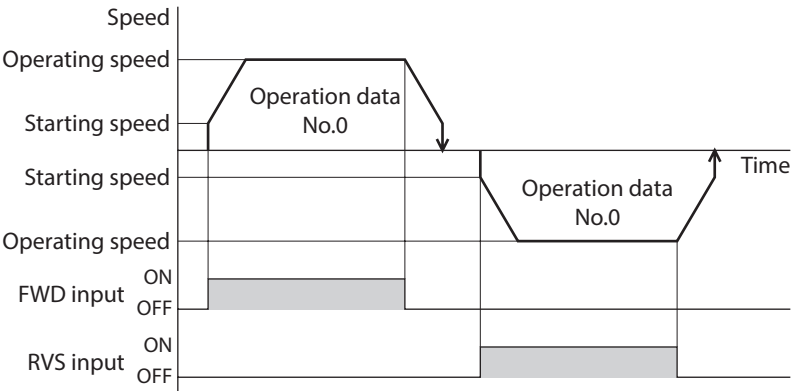 Speed
Operating speed
Operation data
No.0
Starting speed
Time
Starting speed
Operation data
No.0
Operating speed
ON
FWD input
OFF
ON
RVS input
OFF